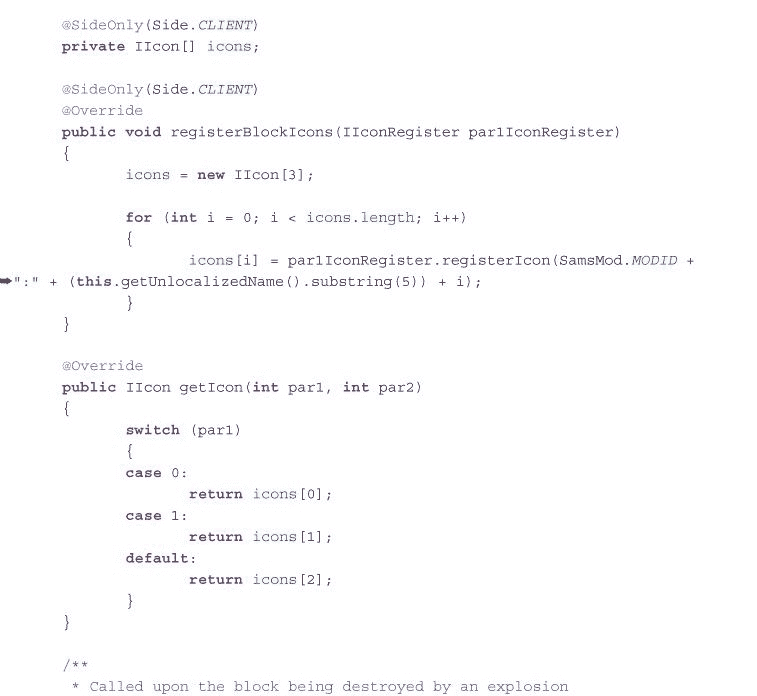 @SideOnly(Side.CLIENT)
private IIcon[] icons;
@SideOnly(Side.CLIENT)
@Override
public void registerBlockIcons(IIconRegister par1IconRegister)
{
icons = new IIcon[3];
for (int i = 0; i < icons.length; i++)
{
icons[i] = par1IconRegister.registerIcon(SamsMod.MODID +
➥":" + (this.getUnlocalizedName().substring(5)) + i);
}
}
@Override
public IIcon getIcon(int par1, int par2)
{
switch (par1)
{
case 0:
return icons[0];
case 1:
return icons[1];
default:
return icons[2];
}
}
/**
* Called upon the block being destroyed by an explosion